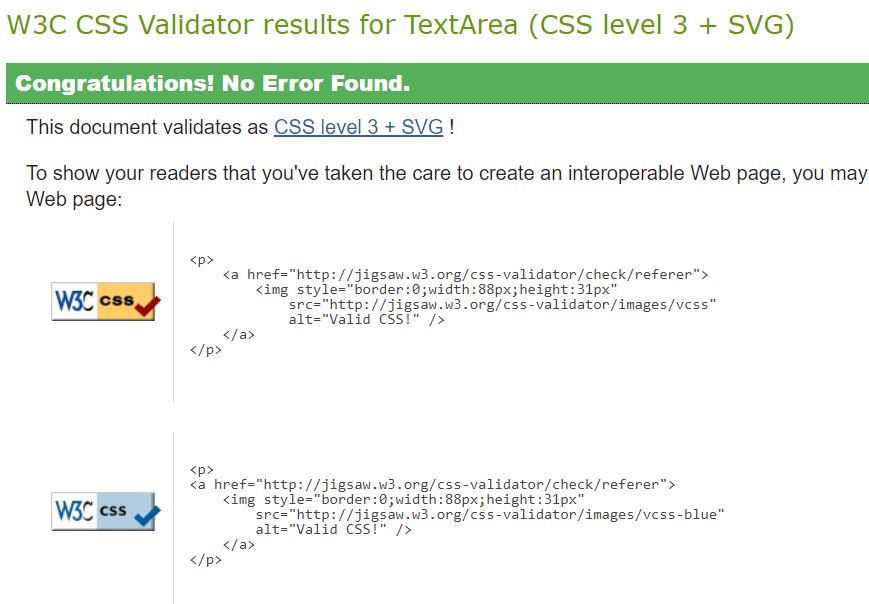 W3C CSS Validator results for TextArea (CSS level 3 + SVG)
Congratulations! No Error Found.
This document validates as CSS level 3 + SVG !
To show your readers that you've taken the care to create an interoperable Web page, you may
Web page:
W3C css
<p>
    <a href="http://jigsaw.w3.org/css-validator/check/referer">
        <img style="border:0;width:88px;height:31px"
            src="http://jigsaw.w3.org/css-validator/images/vcss"
            alt="Valid CSS!" />
    </a>
</p>
W3C css
<p>
<a href="http://jigsaw.w3.org/css-validator/check/referer">
    <img style="border:0;width:88px;height:31px"
        src="http://jigsaw.w3.org/css-validator/images/vcss-blue"
        alt="Valid CSS!" />
    </a>
</p>